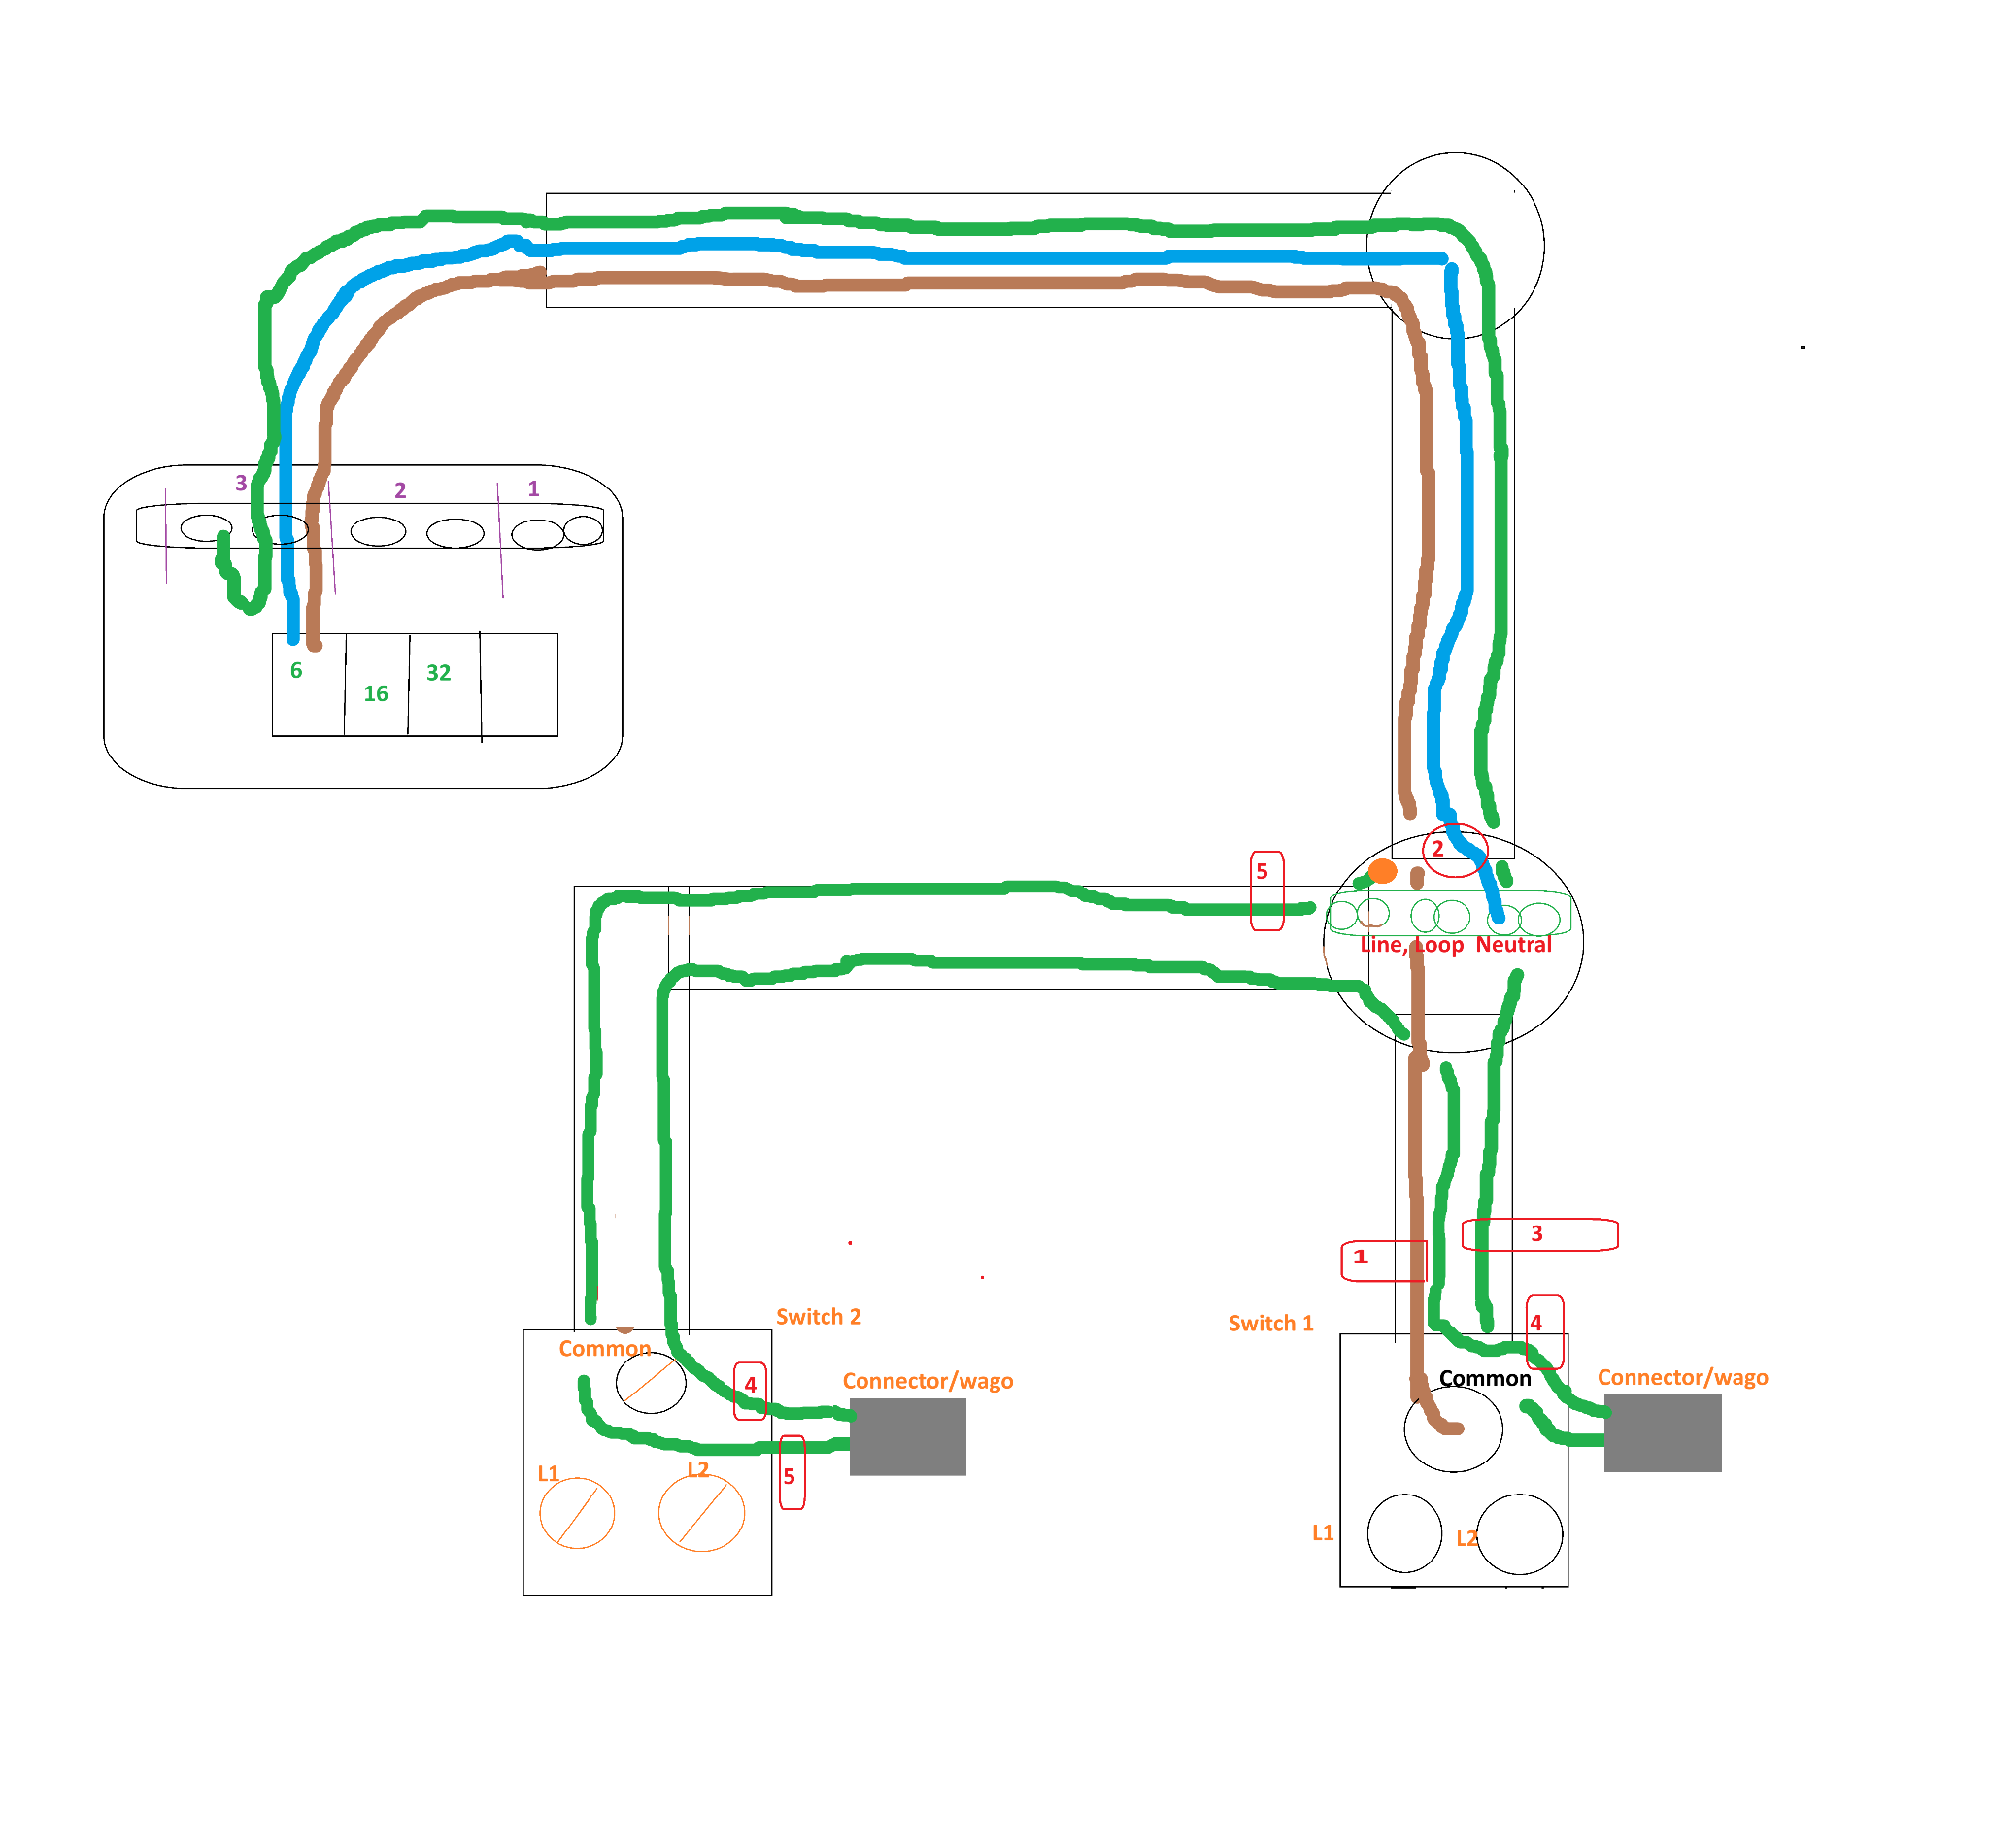 3
2
1
6
16
32
2
5
Line, Loop Neutral
3
1
4
Switch 2
Switch 1
Common
Connector/wago
4
Common
Connector/wago
L1
L2
5
L1
L2